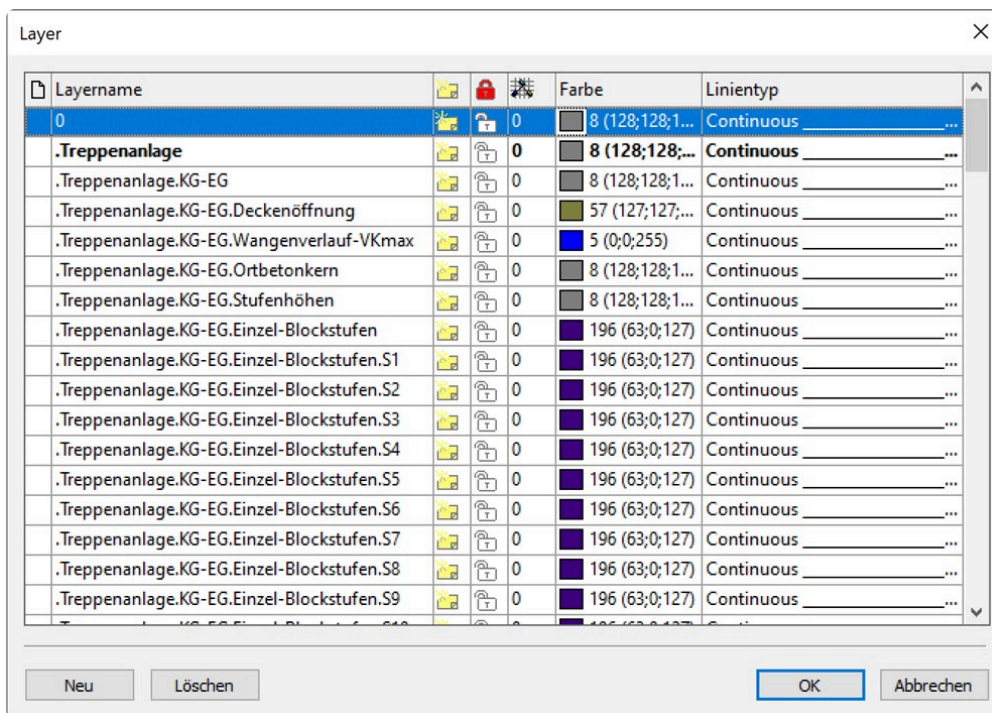 Layer
Layername Farbe Linientyp
0 0 8 (128;128;1... Continuous ...
.Treppenanlage 0 8 (128;128;... Continuous ...
.Treppenanlage.KG-EG 0 8 (128;128;1... Continuous ...
.Treppenanlage.KG-EG.Deckenöffnung 0 57 (127;127;... Continuous ...
.Treppenanlage.KG-EG.Wangenverlauf-VKmax 0 5 (0;0;255) Continuous ...
.Treppenanlage.KG-EG.Ortbetonkern 0 8 (128;128;1... Continuous ...
.Treppenanlage.KG-EG.Stufenhöhen 0 8 (128;128;1... Continuous ...
.Treppenanlage.KG-EG.Einzel-Blockstufen 0 196 (63;0;127) Continuous ...
.Treppenanlage.KG-EG.Einzel-Blockstufen.S1 0 196 (63;0;127) Continuous ...
.Treppenanlage.KG-EG.Einzel-Blockstufen.S2 0 196 (63;0;127) Continuous ...
.Treppenanlage.KG-EG.Einzel-Blockstufen.S3 0 196 (63;0;127) Continuous ...
.Treppenanlage.KG-EG.Einzel-Blockstufen.S4 0 196 (63;0;127) Continuous ...
.Treppenanlage.KG-EG.Einzel-Blockstufen.S5 0 196 (63;0;127) Continuous ...
.Treppenanlage.KG-EG.Einzel-Blockstufen.S6 0 196 (63;0;127) Continuous ...
.Treppenanlage.KG-EG.Einzel-Blockstufen.S7 0 196 (63;0;127) Continuous ...
.Treppenanlage.KG-EG.Einzel-Blockstufen.S8 0 196 (63;0;127) Continuous ...
.Treppenanlage.KG-EG.Einzel-Blockstufen.S9 0 196 (63;0;127) Continuous ...
Neu Löschen OK Abbrechen